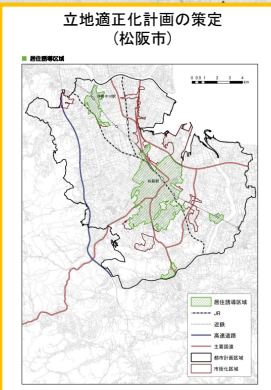 立地適正化計画の策定
(松阪市)
■ 居住誘導区域
松阪駅
居住誘導区域
JR
近鉄
高速道路
主要国道
都市計画区域
市街化区域